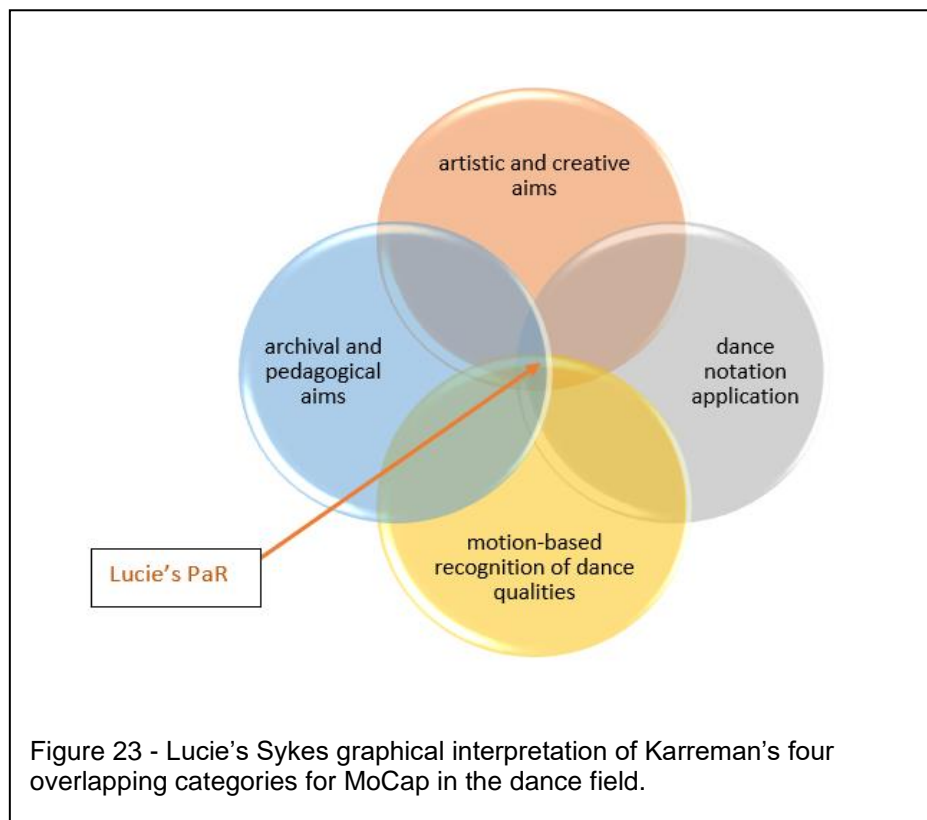 artistic and creative
aims
archival and
pedagogical
aims
dance
notation
application
motion-based
recognition of dance
qualities
Lucie’s PaR
Figure 23 - Lucie’s Sykes graphical interpretation of Karreman’s four
overlapping categories for MoCap in the dance field.